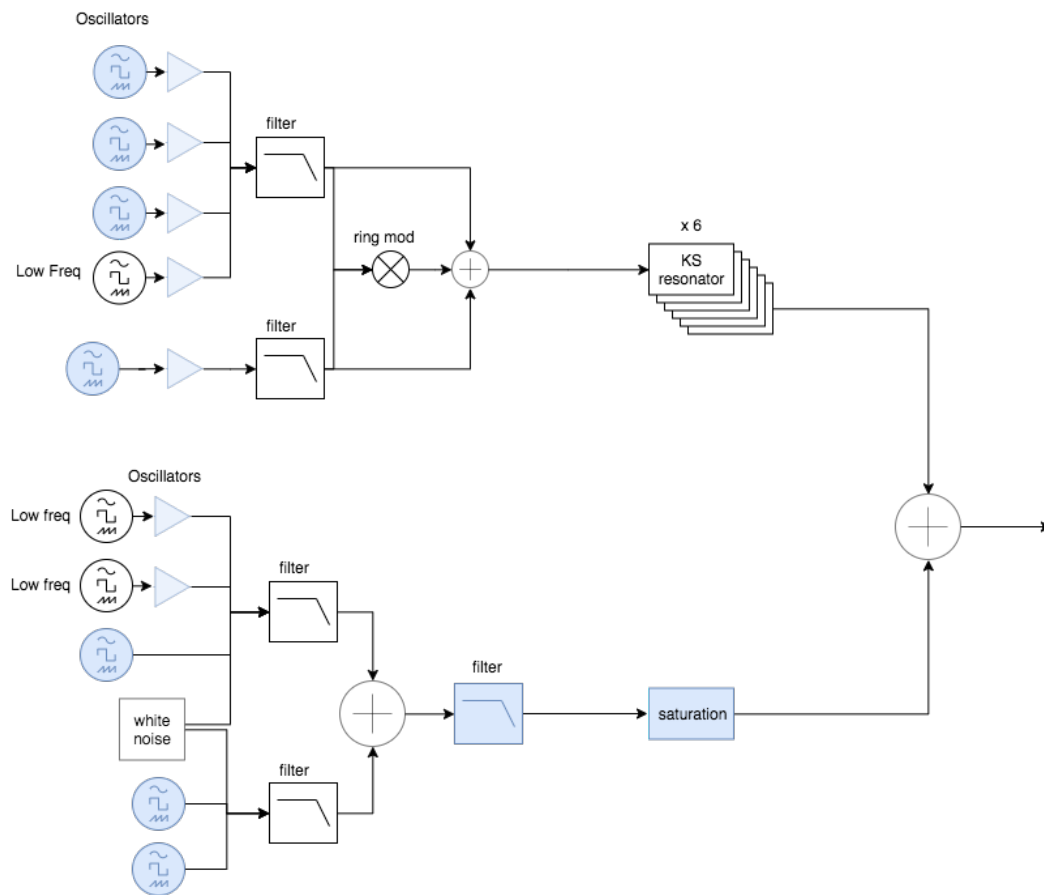 Oscillators
filter
Low Freq
ring mod
x 6
KS
resonator
filter
Oscillators
Low freq
Low freq
filter
filter
white
noise
saturation
filter